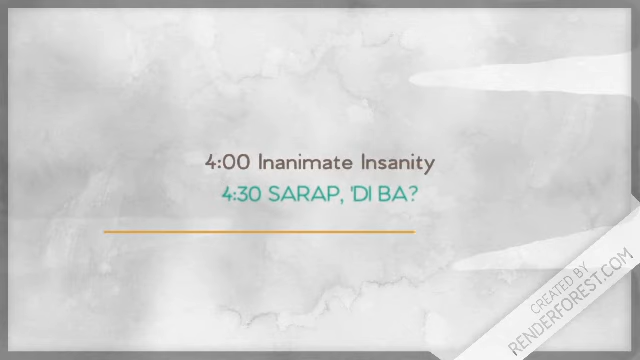 4:00 Inanimate Insanity
4:30 SARAP, 'DI BA?
CREATED BY
RENDERFOREST.COM